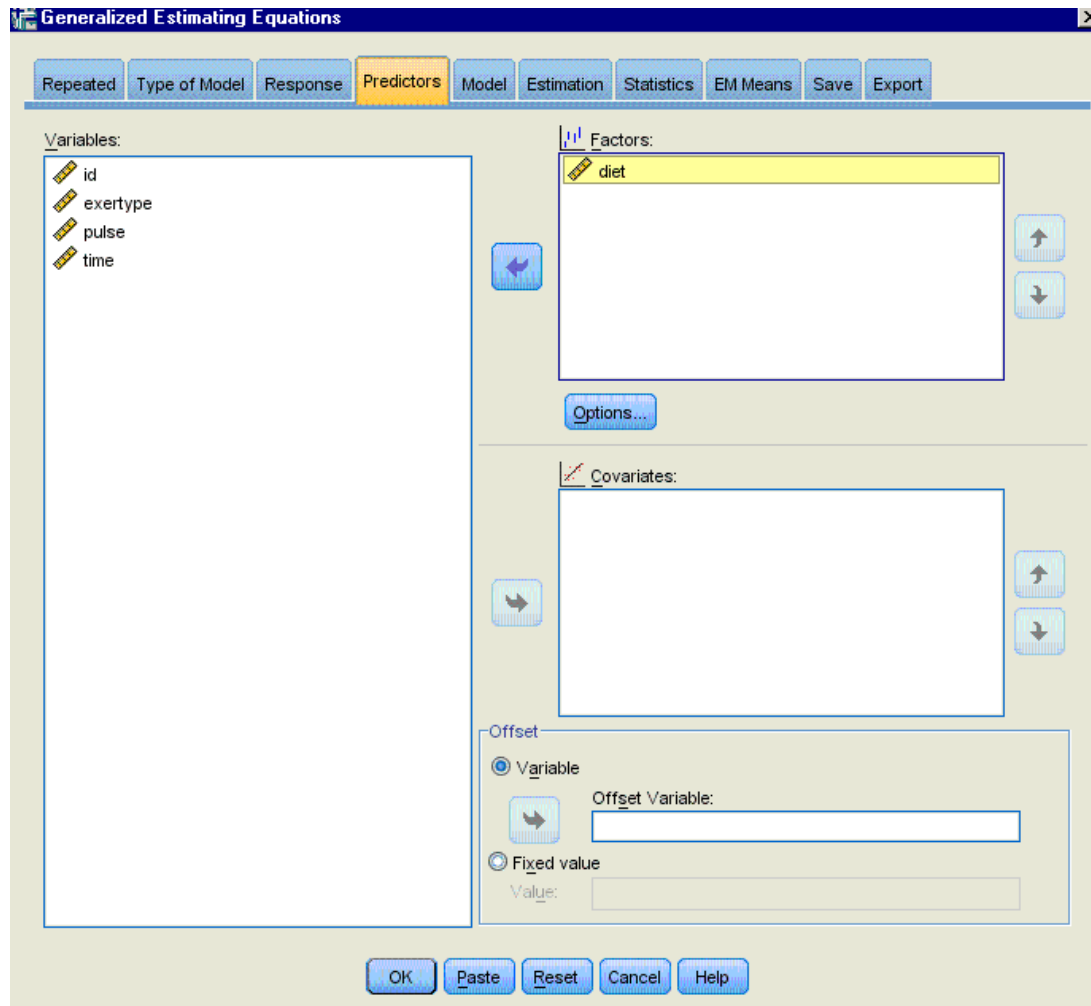 Generalized Estimating Equations
Repeated Type of Model Response Predictors Model Estimation Statistics EM Means Save Export
Variables:
id
exertype
pulse
time
Factors:
diet
Options...
Covariates:
Offset
Variable
Offset Variable:
Fixed value
Value:
OK Paste Reset Cancel Help